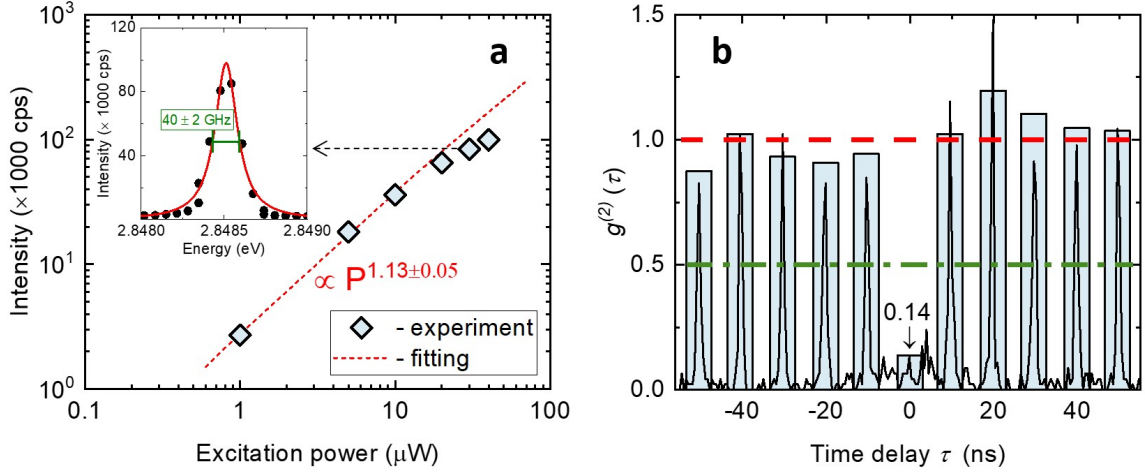 a
Intensity (×1000 cps)
10³
10²
10¹
10⁰
0.1
1
10
100
Excitation power (μW)
120
80
40
Intensity (× 1000 cps)
40 ± 2 GHz
2.8480
2.8485
2.8490
Energy (eV)
∝ P^1.13±0.05
- experiment
- fitting
b
g⁽²⁾(τ)
1.5
1.0
0.5
0.0
0.14
-40
-20
0
20
40
Time delay τ (ns)